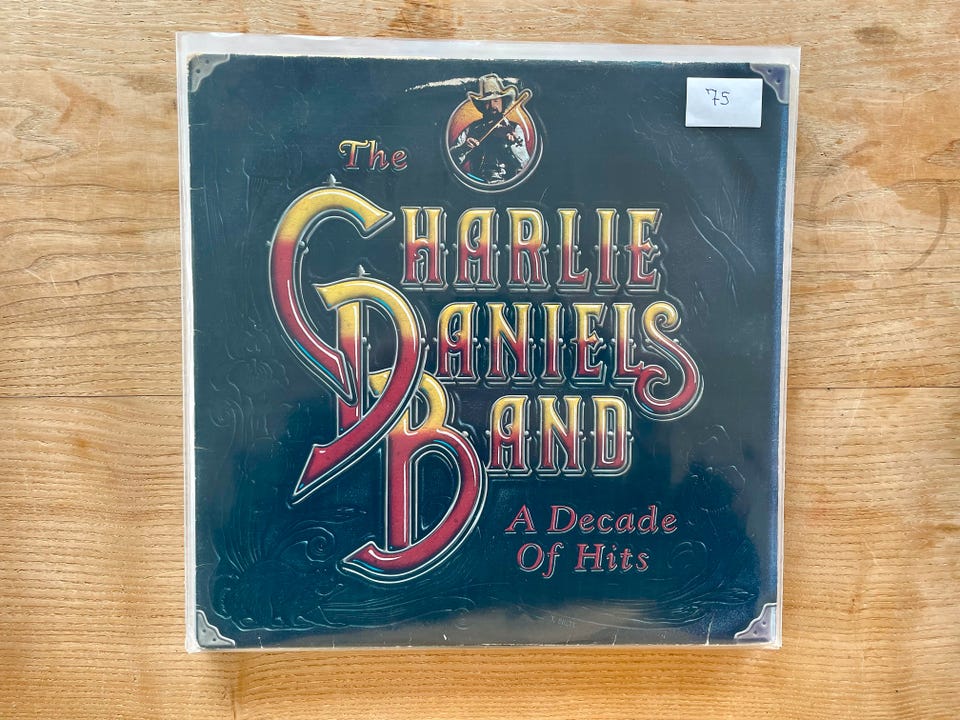 75
The
CHARLIE
DANIELS
BAND
A Decade
Of Hits